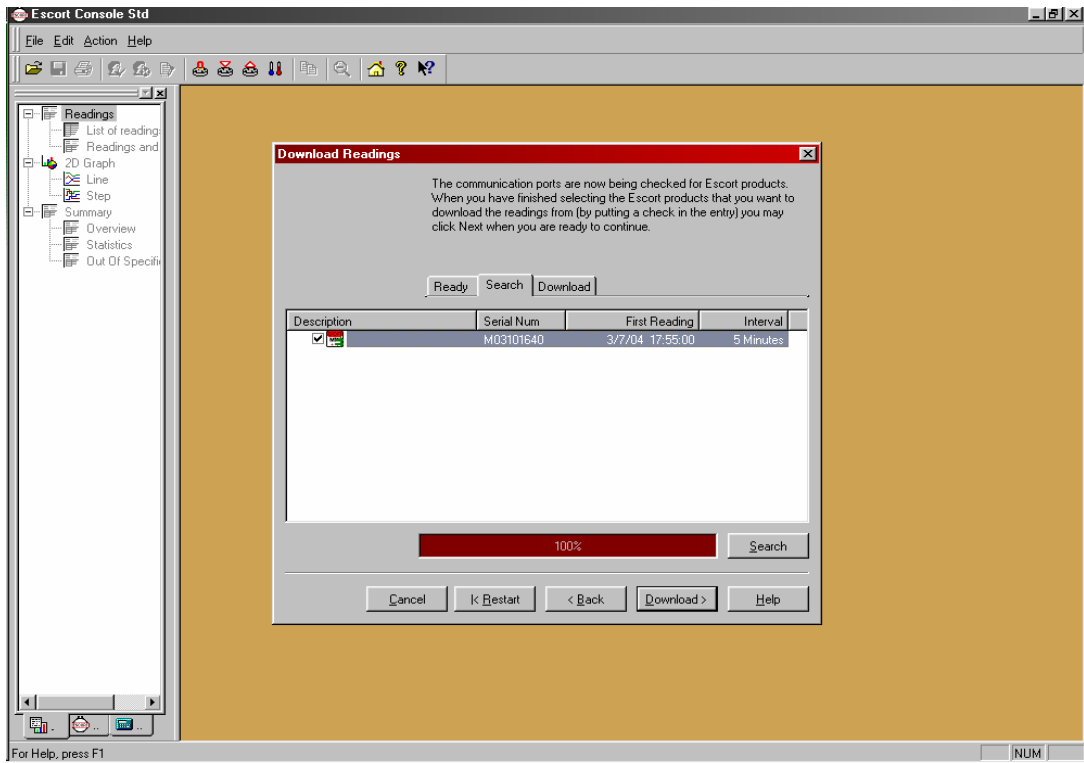 Escort Console Std
File Edit Action Help
Readings
List of reading
Readings and
2D Graph
Line
Step
Summary
Overview
Statistics
Out Of Specifi
Download Readings
The communication ports are now being checked for Escort products.
When you have finished selecting the Escort products that you want to
download the readings from (by putting a check in the entry) you may
click Next when you are ready to continue.
Ready Search Download
Description Serial Num First Reading Interval
M03101640 3/7/04 17:55:00 5 Minutes
100% Search
Cancel |< Restart < Back Download > Help
For Help, press F1 NUM